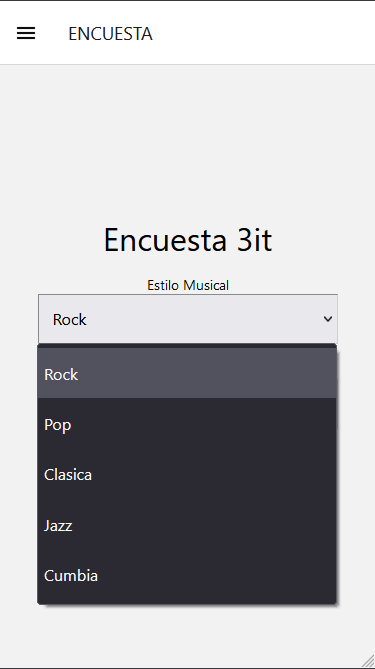 ENCUESTA
Encuesta 3it
Estilo Musical
Rock
Rock
Pop
Clasica
Jazz
Cumbia